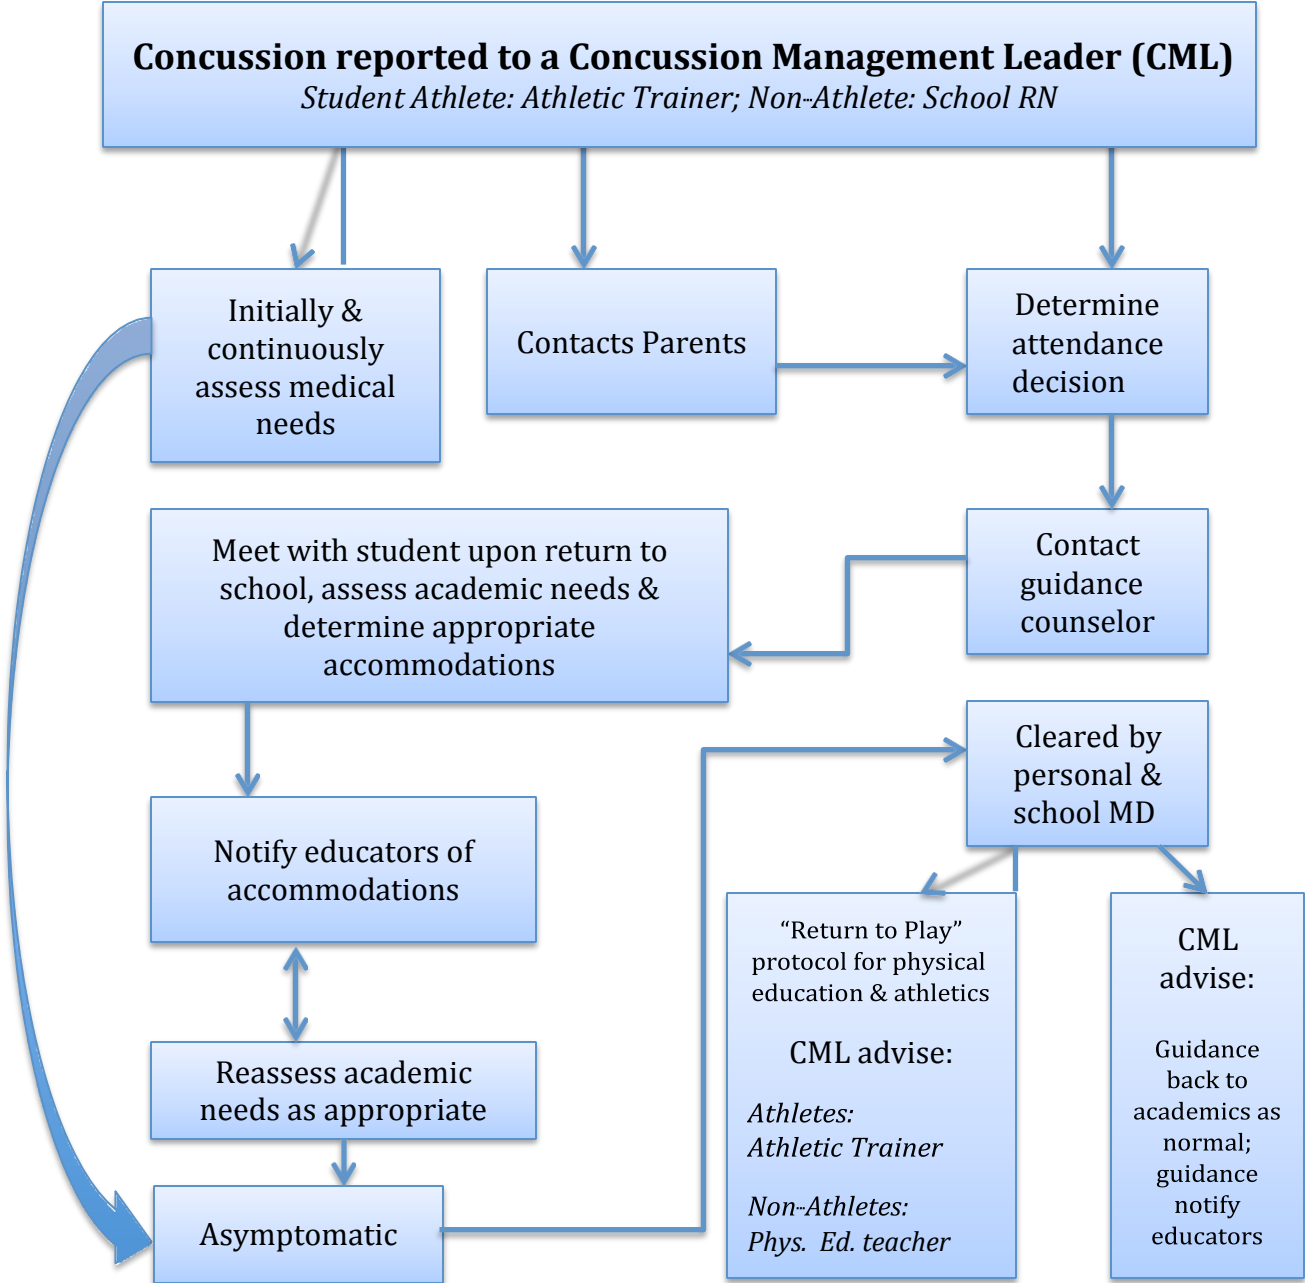 Concussion reported to a Concussion Management Leader (CML)
Student Athlete: Athletic Trainer; Non-Athlete: School RN
Initially &
continuously
assess medical
needs
Contacts Parents
Determine
attendance
decision
Meet with student upon return to
school, assess academic needs &
determine appropriate
accommodations
Contact
guidance
counselor
Notify educators of
accommodations
Reassess academic
needs as appropriate
Asymptomatic
Cleared by
personal &
school MD
“Return to Play”
protocol for physical
education & athletics
CML advise:
Athletes:
Athletic Trainer
Non-Athletes:
Phys. Ed. teacher
CML
advise:
Guidance
back to
academics as
normal;
guidance
notify
educators